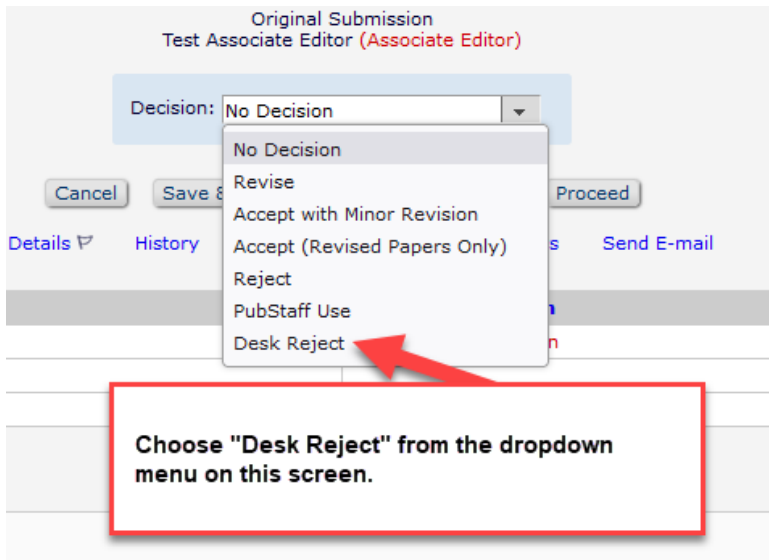 Original Submission
Test Associate Editor (Associate Editor)
Decision: No Decision
No Decision
Revise
Accept with Minor Revision
Accept (Revised Papers Only)
Reject
PubStaff Use
Desk Reject
Cancel Save & Proceed
Details History Send E-mail
Choose "Desk Reject" from the dropdown
menu on this screen.